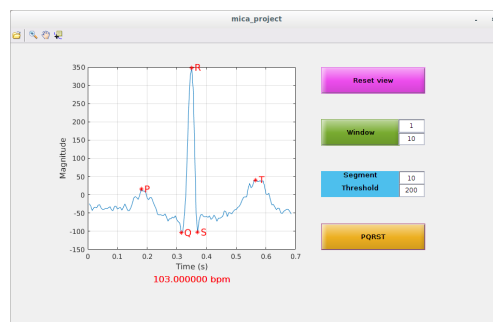 mica_project
350
300
250
200
150
100
50
0
-50
-100
-150
Magnitude
R
P
T
Q
S
0 0.1 0.2 0.3 0.4 0.5 0.6 0.7
Time (s)
103.000000 bpm
Reset view
Window
1
10
Segment
10
Threshold
200
PQRST